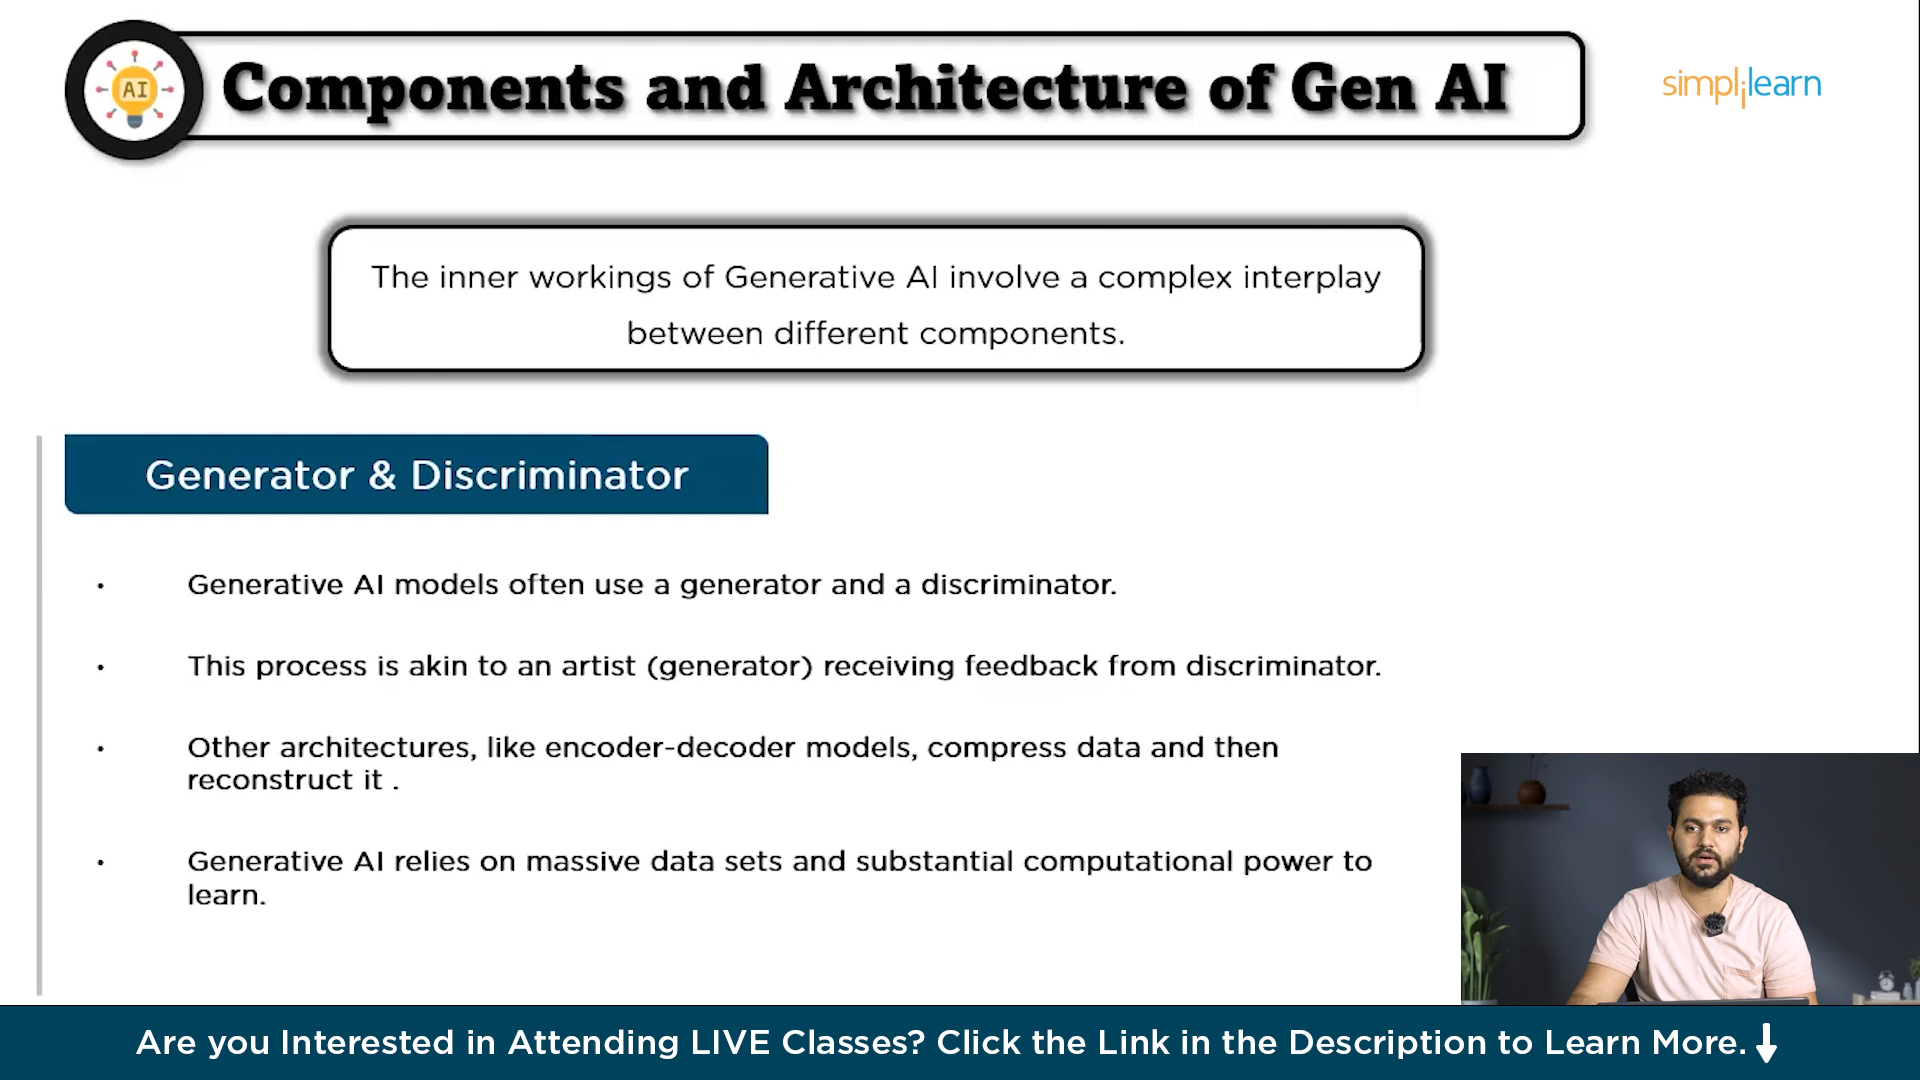 AI
Components and Architecture of Gen AI
simplilearn
The inner workings of Generative AI involve a complex interplay
between different components.
Generator & Discriminator
· Generative AI models often use a generator and a discriminator.
· This process is akin to an artist (generator) receiving feedback from discriminator.
· Other architectures, like encoder-decoder models, compress data and then
reconstruct it .
· Generative AI relies on massive data sets and substantial computational power to
learn.
Are you Interested in Attending LIVE Classes? Click the Link in the Description to Learn More.